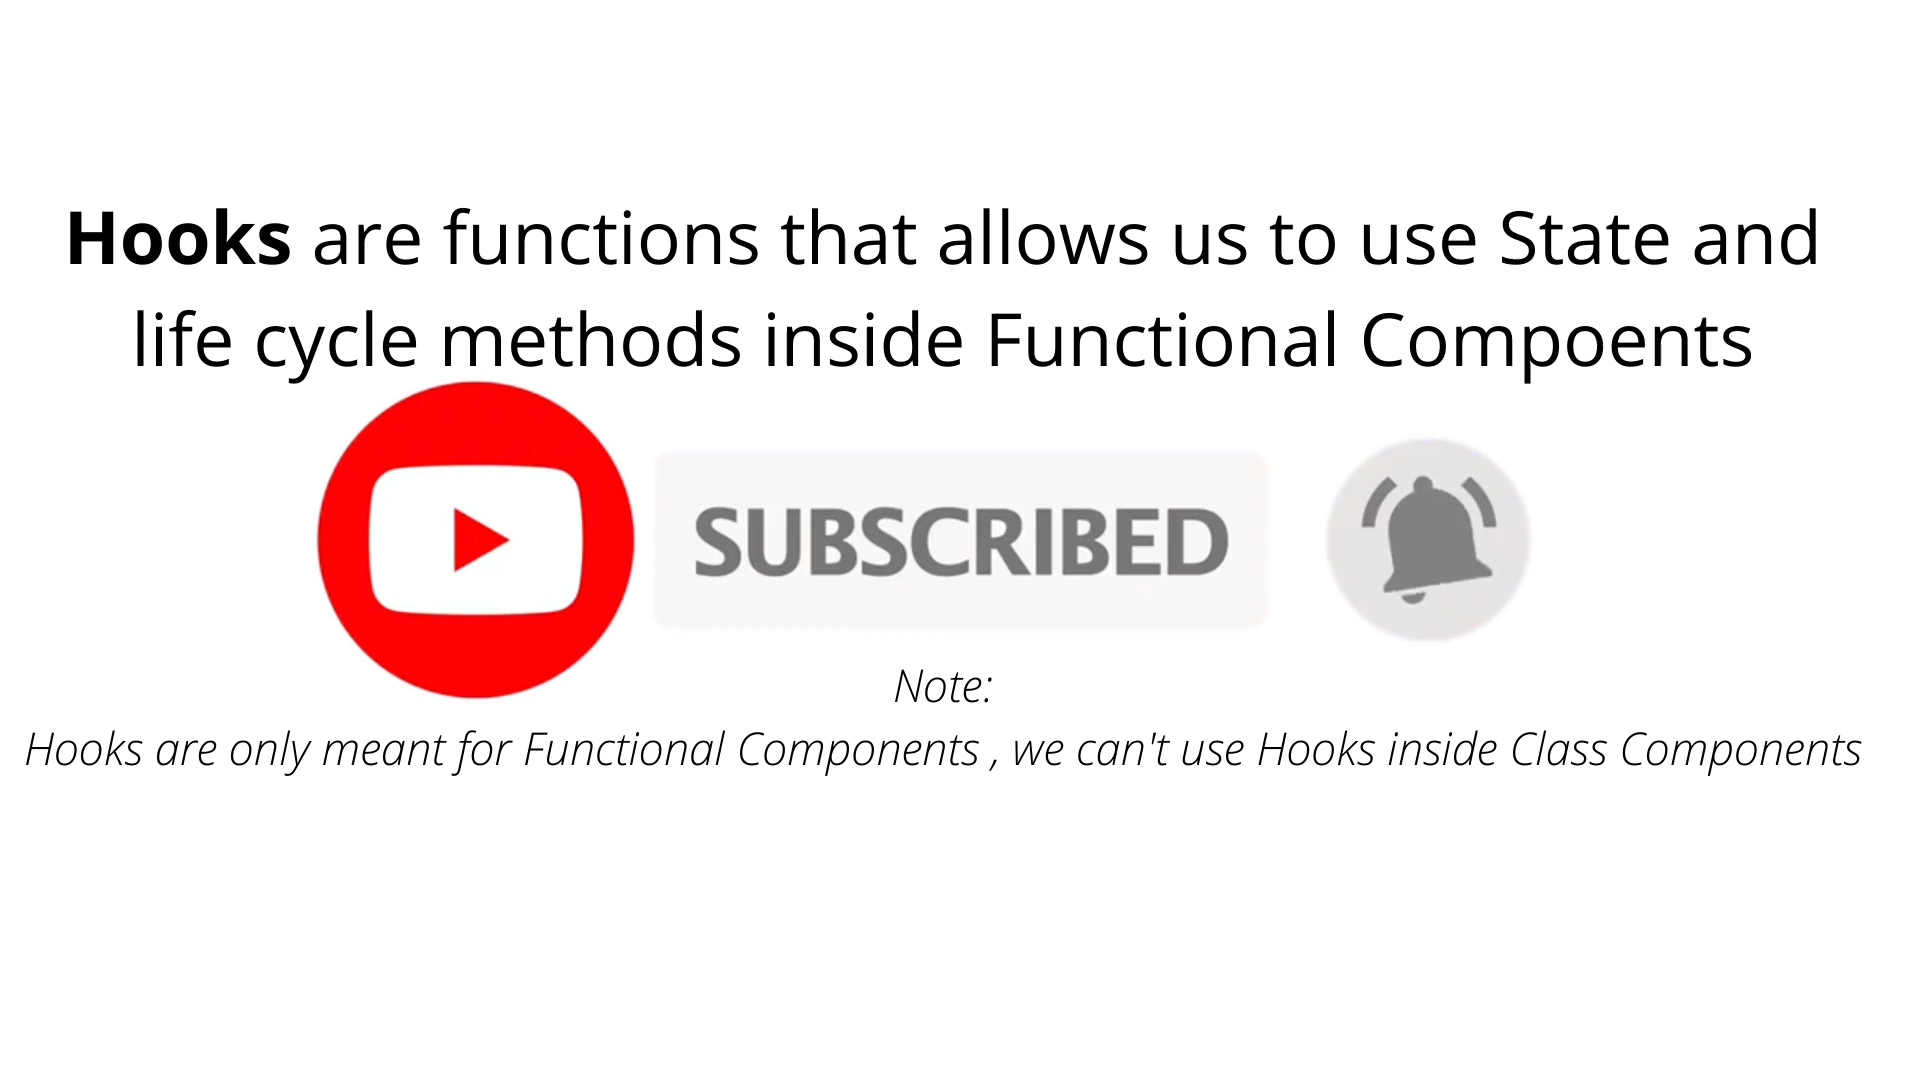 Hooks are functions that allows us to use State and
life cycle methods inside Functional Compoents
SUBSCRIBED
Note:
Hooks are only meant for Functional Components , we can't use Hooks inside Class Components